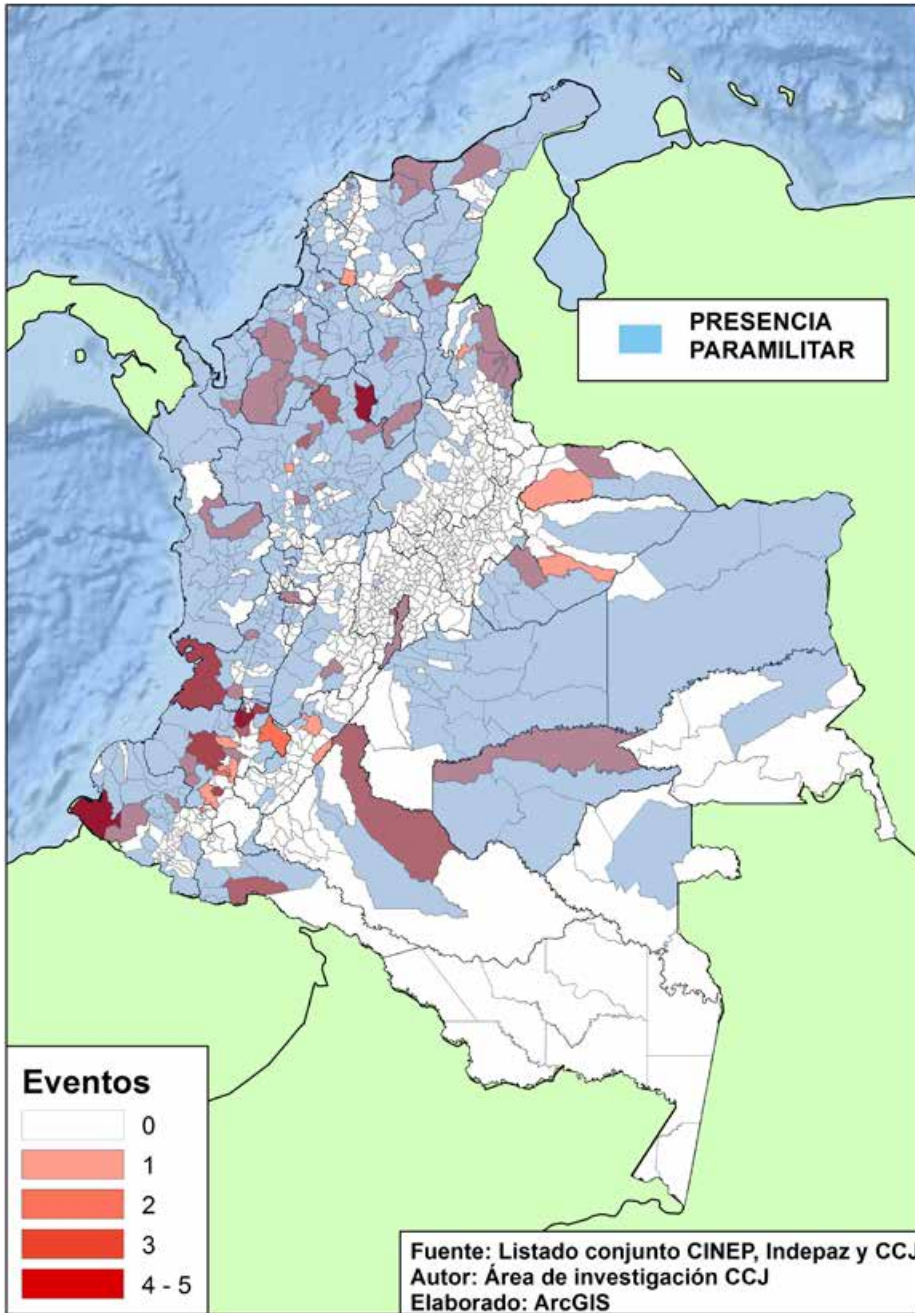 PRESENCIA
PARAMILITAR
Eventos
0
1
2
3
4 - 5
Fuente: Listado conjunto CINEP, Indepaz y CCJ
Autor: Área de investigación CCJ
Elaborado: ArcGIS